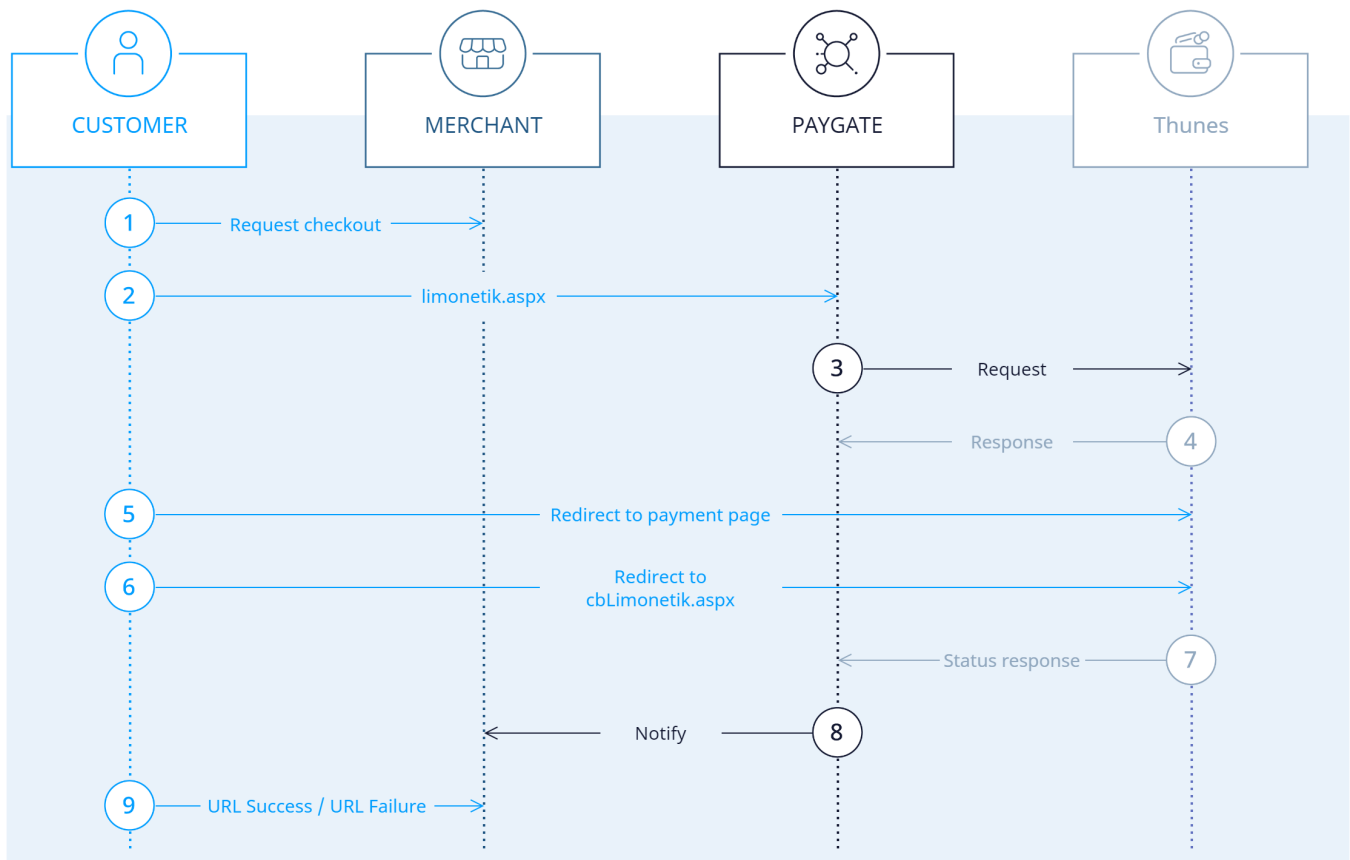 CUSTOMER
MERCHANT
PAYGATE
Thunes
1
Request checkout
2
limonetik.aspx
3
Request
4
Response
5
Redirect to payment page
6
Redirect to
cbLimonetik.aspx
7
Status response
8
Notify
9
URL Success / URL Failure